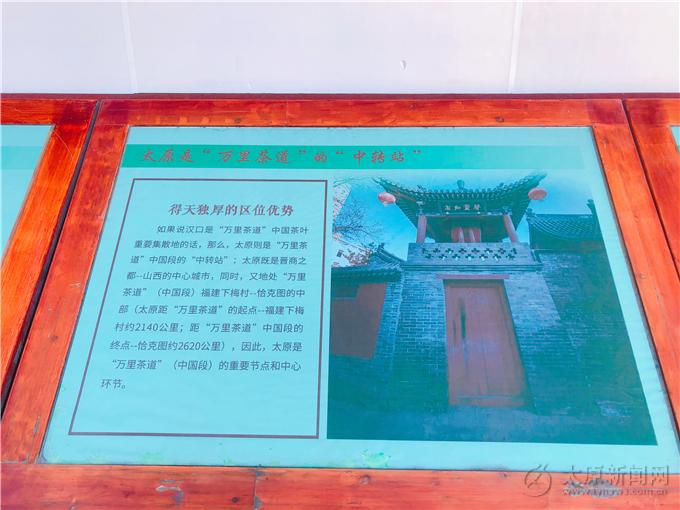 太原是“万里茶道”的“中转站”
得天独厚的区位优势
如果说汉口是“万里茶道”中国茶叶
重要集散地的话，那么，太原则是“万里茶
道”中国段的“中转站”；太原既是晋商之
都--山西的中心城市，同时，又地处“万里
茶道”（中国段）福建下梅村--恰克图的中
部（太原距“万里茶道”的起点--福建下梅
村约2140公里；距“万里茶道”中国段的
终点--恰克图约2620公里），因此，太原是
“万里茶道”（中国段）的重要节点和中心
环节。
太原新闻网
www.tynews.com.cn